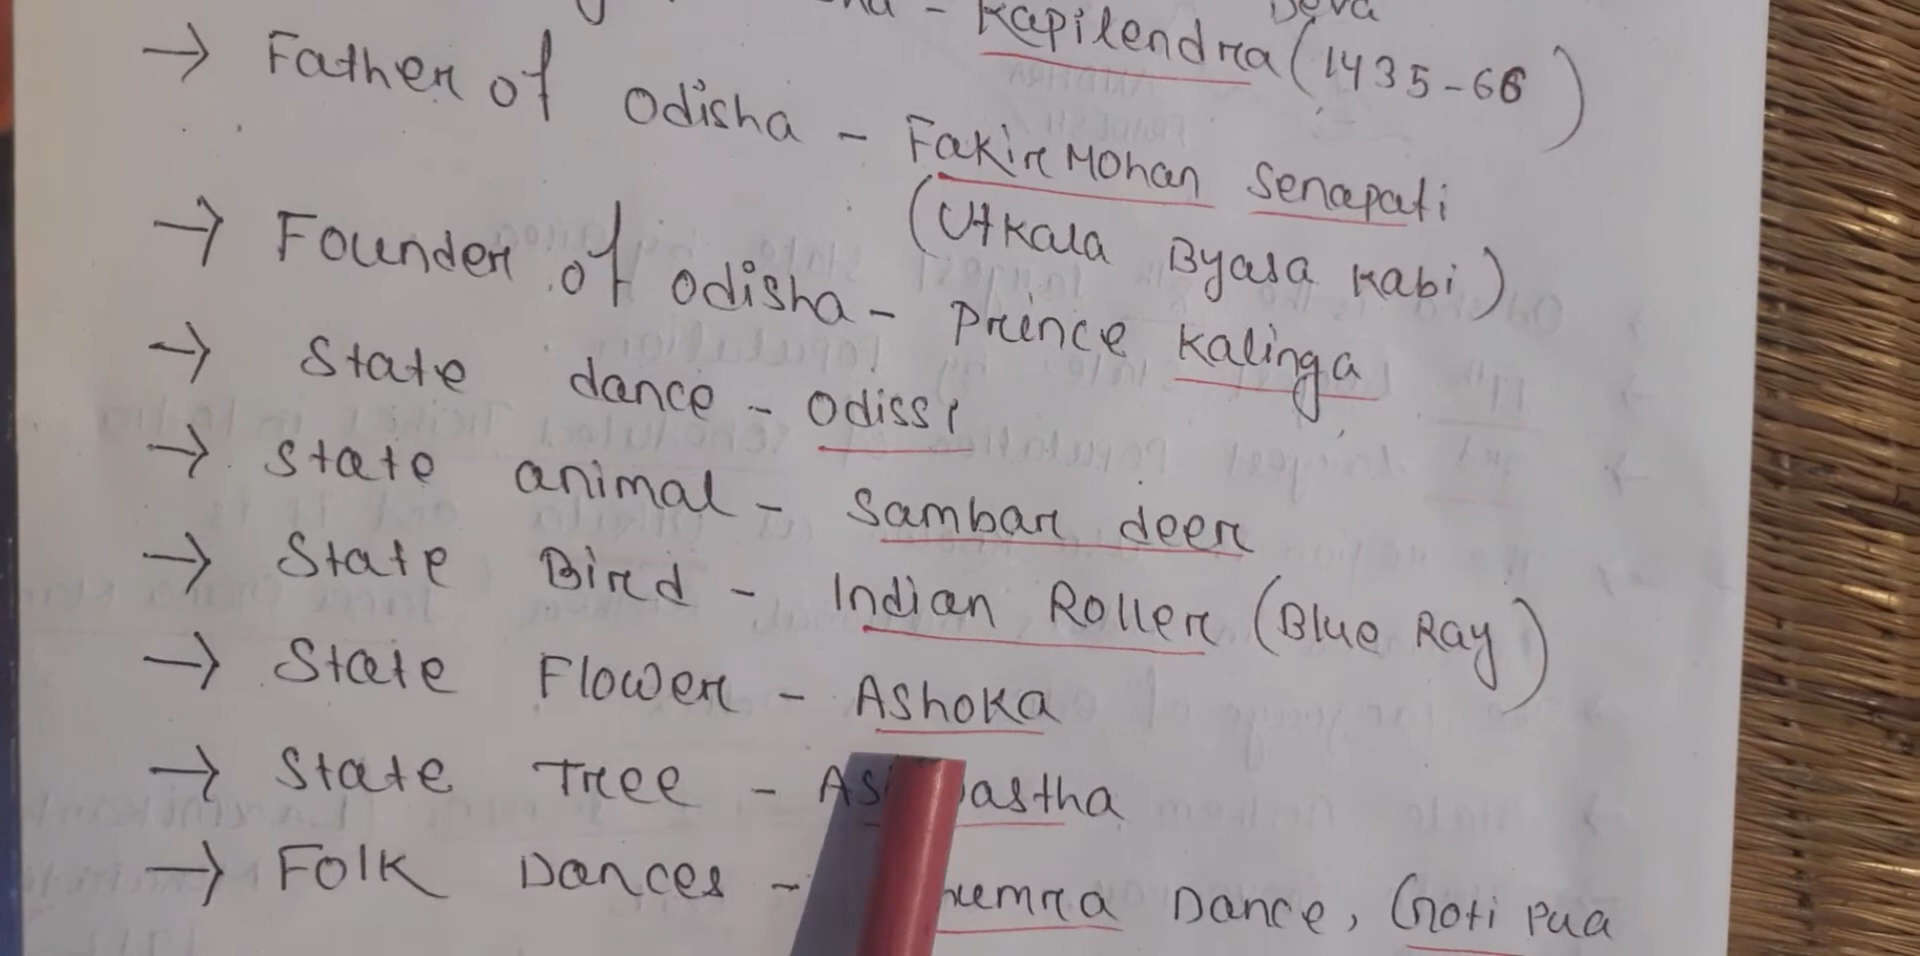 - Kapilendra Deva (1435-66)
→ Father of Odisha - Fakir Mohan Senapati
(Utkala Byasa Kabi)
→ Founder of Odisha - Prince Kalinga
→ State dance - Odissi
→ State animal - Sambar deer
→ State Bird - Indian Roller (Blue Ray)
→ State Flower - Ashoka
→ State Tree -
→ Folk Dances - Dance, Goti Pua